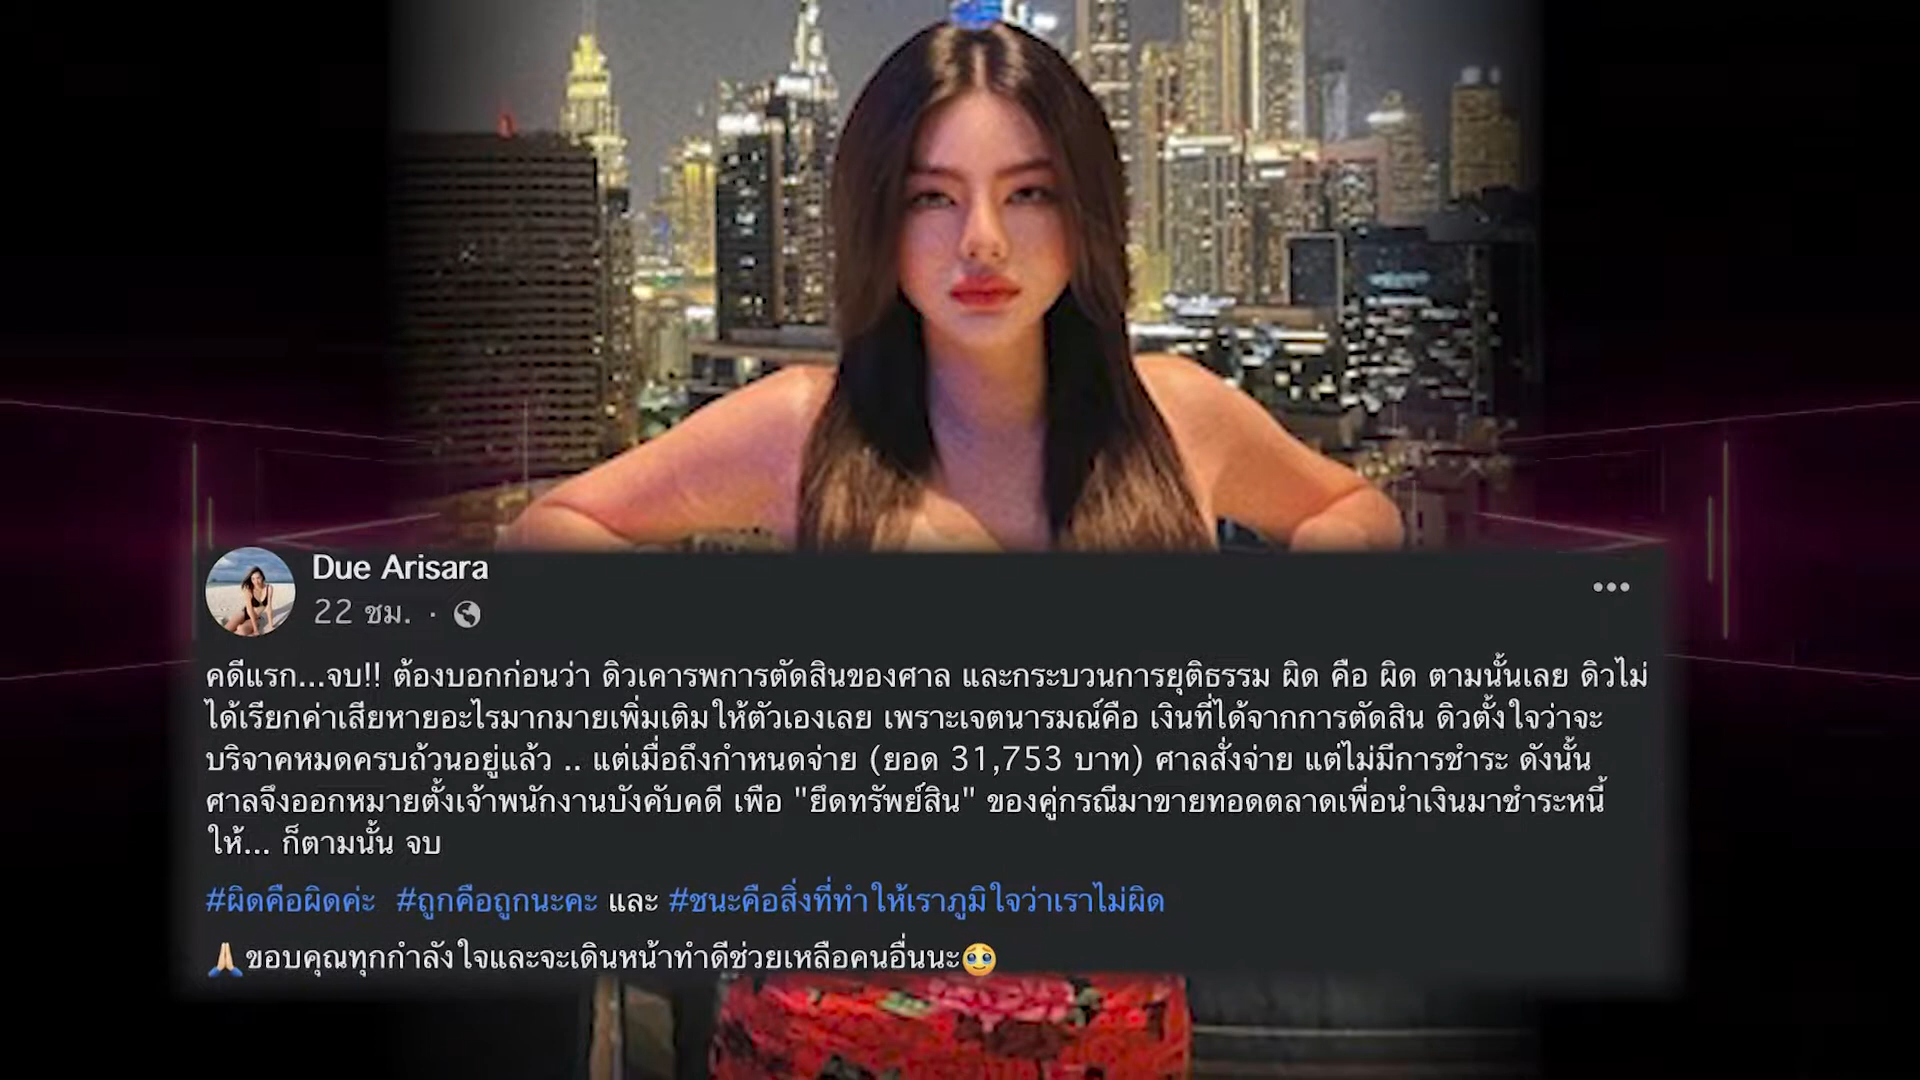 Due Arisara
22 ชม. ·
คดีแรก...จบ!! ต้องบอกก่อนว่า ดิวเคารพการตัดสินของศาล และกระบวนการยุติธรรม ผิด คือ ผิด ตามนั้นเลย ดิวไม่
ได้เรียกค่าเสียหายอะไรมากมายเพิ่มเติมให้ตัวเองเลย เพราะเจตนารมณ์คือ เงินที่ได้จากการตัดสิน ดิวตั้งใจว่าจะ
บริจาคหมดครบถ้วนอยู่แล้ว .. แต่เมื่อถึงกำหนดจ่าย (ยอด 31,753 บาท) ศาลสั่งจ่าย แต่ไม่มีการชำระ ดังนั้น
ศาลจึงออกหมายตั้งเจ้าพนักงานบังคับคดี เพือ "ยึดทรัพย์สิน" ของคู่กรณีมาขายทอดตลาดเพื่อนำเงินมาชำระหนี้
ให้... ก็ตามนั้น จบ
#ผิดคือผิดค่ะ #ถูกคือถูกนะคะ และ #ชนะคือสิ่งที่ทำให้เราภูมิใจว่าเราไม่ผิด
🙏🏻ขอบคุณทุกกำลังใจและจะเดินหน้าทำดีช่วยเหลือคนอื่นนะ🥹